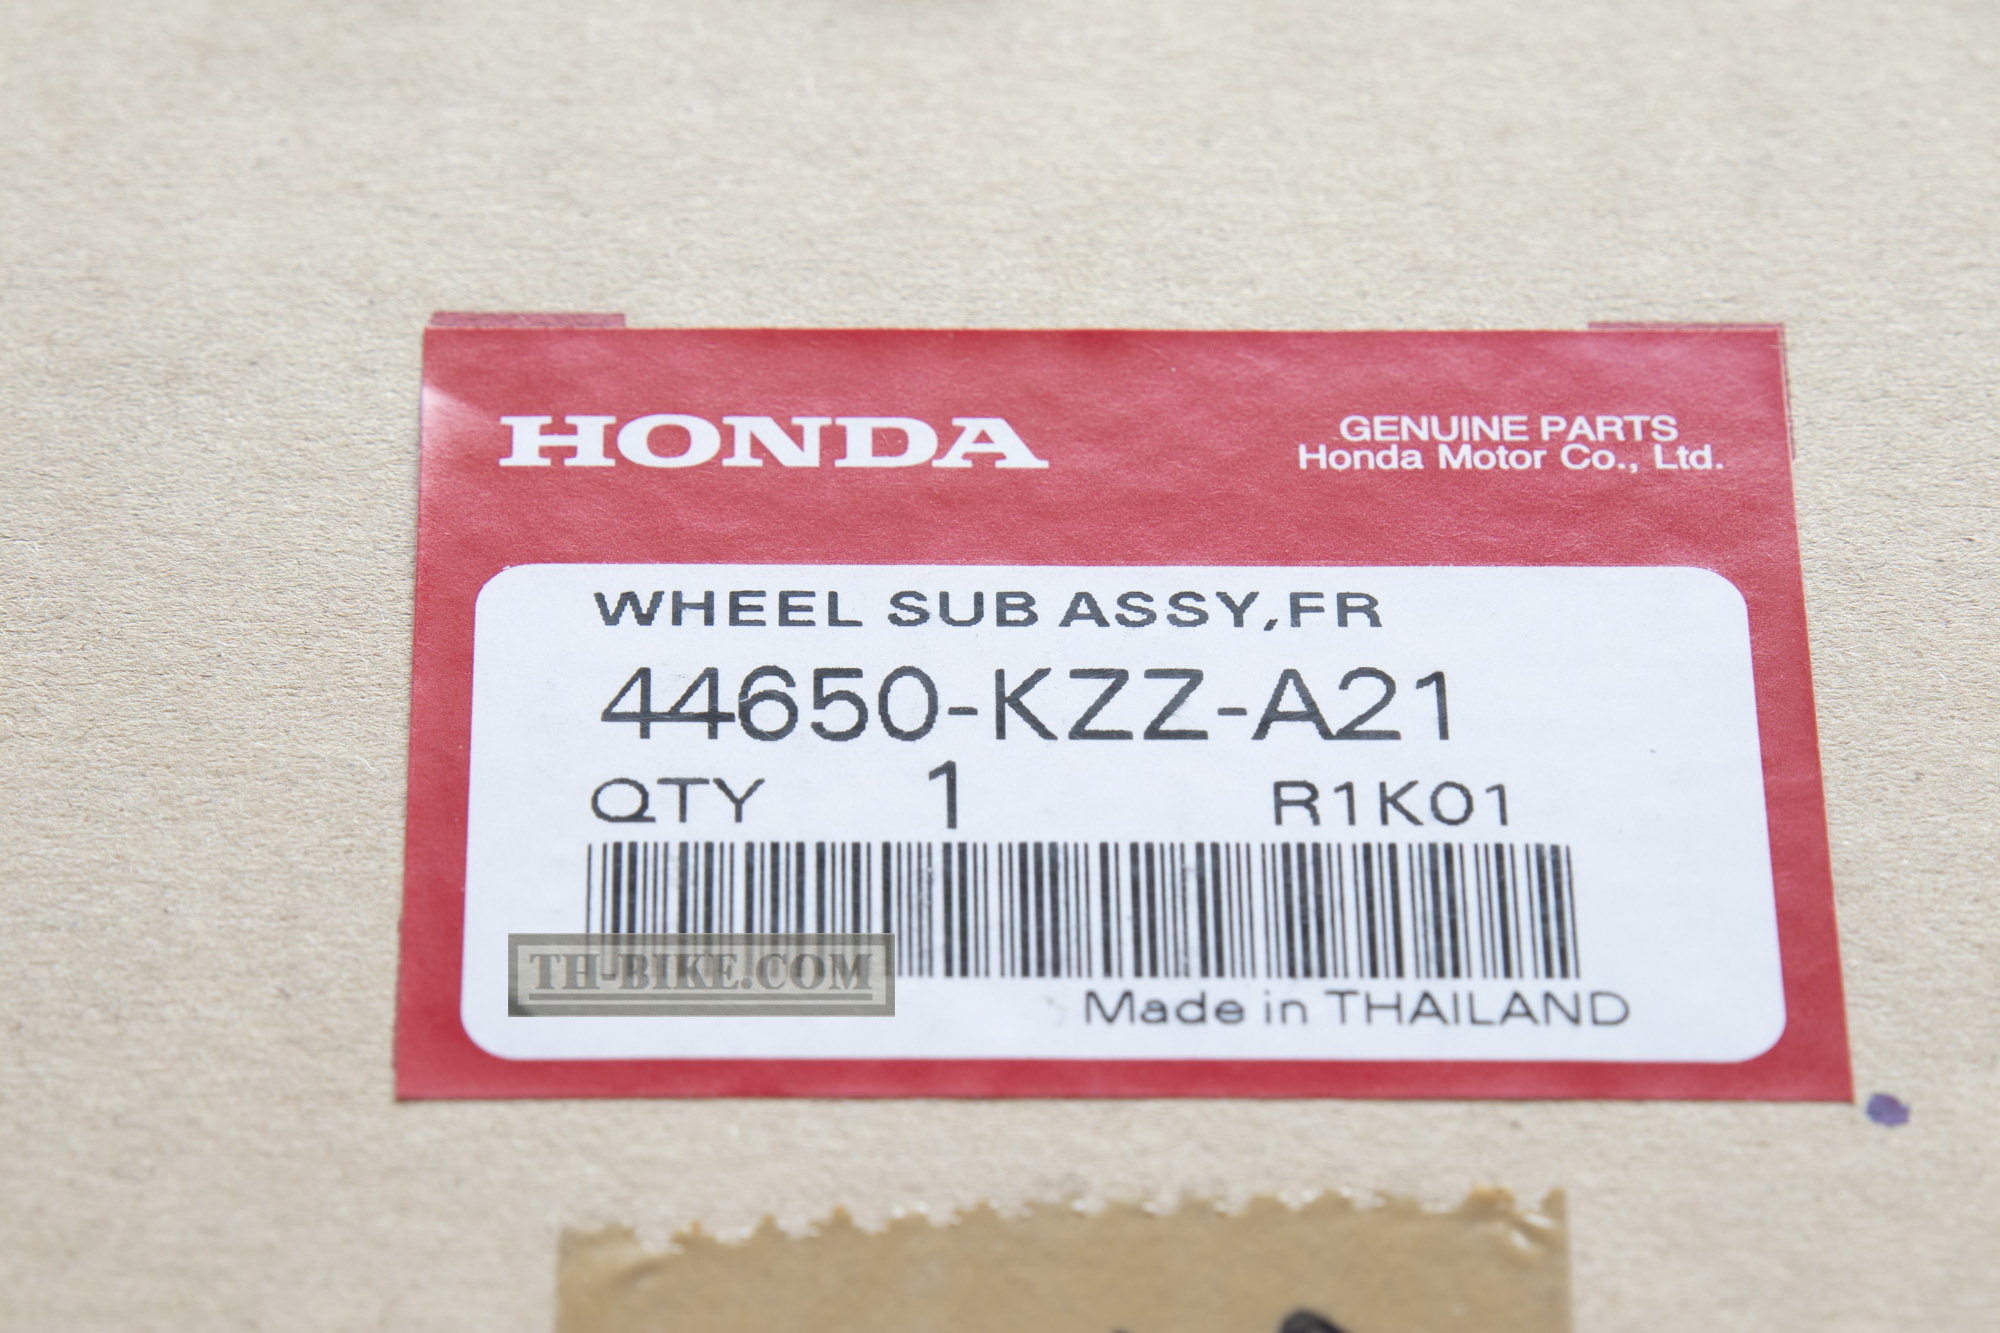 HONDA
GENUINE PARTS
Honda Motor Co., Ltd.
WHEEL SUB ASSY,FR
44650-KZZ-A21
QTY 1 R1K01
TH-BIKE.COM
Made in THAILAND